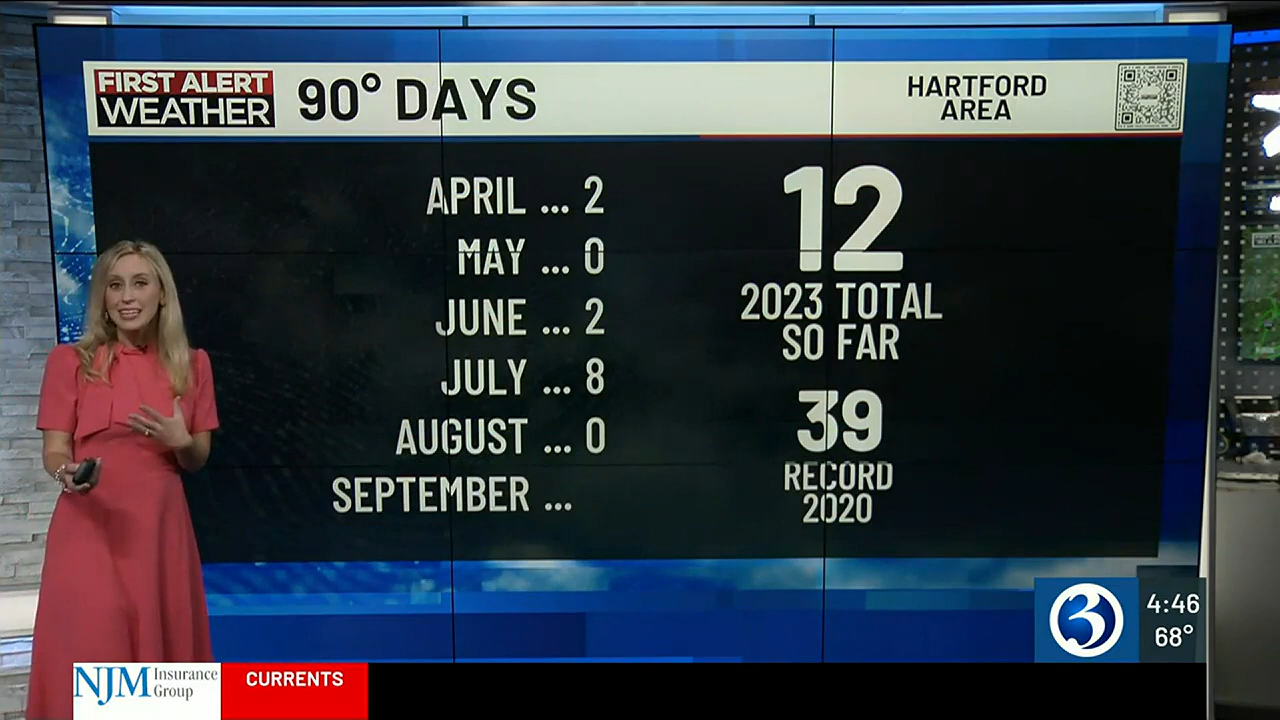 FIRST ALERT
WEATHER
90° DAYS
HARTFORD
AREA
APRIL ... 2
MAY ... 0
JUNE ... 2
JULY ... 8
AUGUST ... 0
SEPTEMBER ...
12
2023 TOTAL
SO FAR
39
RECORD
2020
3
4:46
68°
NJM Insurance
Group
CURRENTS